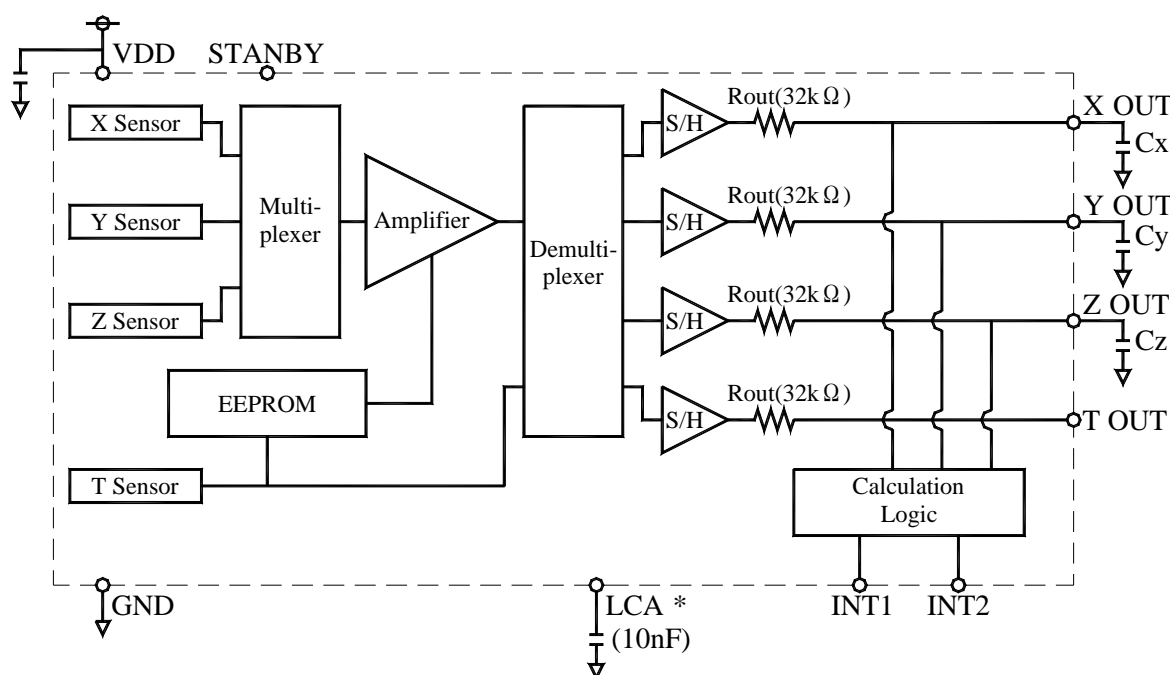 VDD
STANBY
X Sensor
Y Sensor
Z Sensor
EEPROM
T Sensor
Multi-
plexer
Amplifier
Demulti-
plexer
S/H
Rout(32kΩ)
X OUT
Cx
S/H
Rout(32kΩ)
Y OUT
Cy
S/H
Rout(32kΩ)
Z OUT
Cz
S/H
Rout(32kΩ)
T OUT
Calculation
Logic
GND
LCA *
(10nF)
INT1
INT2